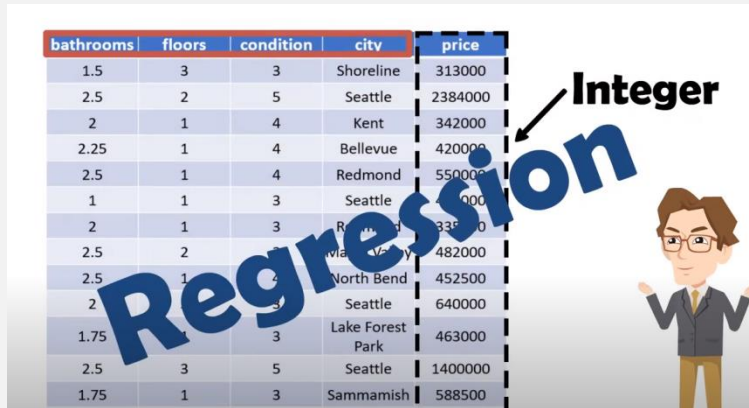 bathrooms floors condition city price
1.5 3 3 Shoreline 313000
2.5 2 5 Seattle 2384000
2 1 4 Kent 342000
2.25 1 4 Bellevue 420000
2.5 1 4 Redmond 550000
1 1 3 Seattle
2 1 3
2.5 2 482000
2.5 1 North Bend 452500
2 Seattle 640000
1.75 3 Lake Forest Park 463000
2.5 3 5 Seattle 1400000
1.75 1 3 Sammamish 588500
Integer
Regression